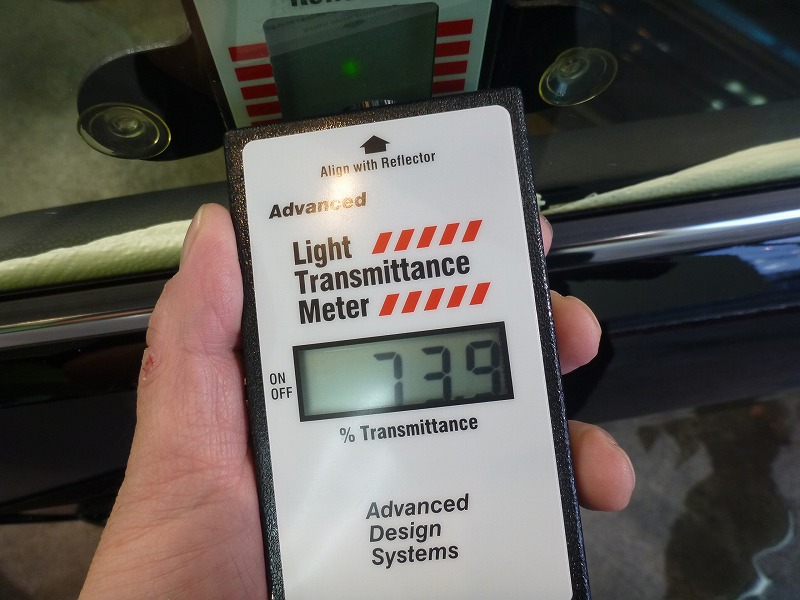 Align with Reflector
Advanced
Light
Transmittance
Meter
ON
OFF
73.9
% Transmittance
Advanced
Design
Systems